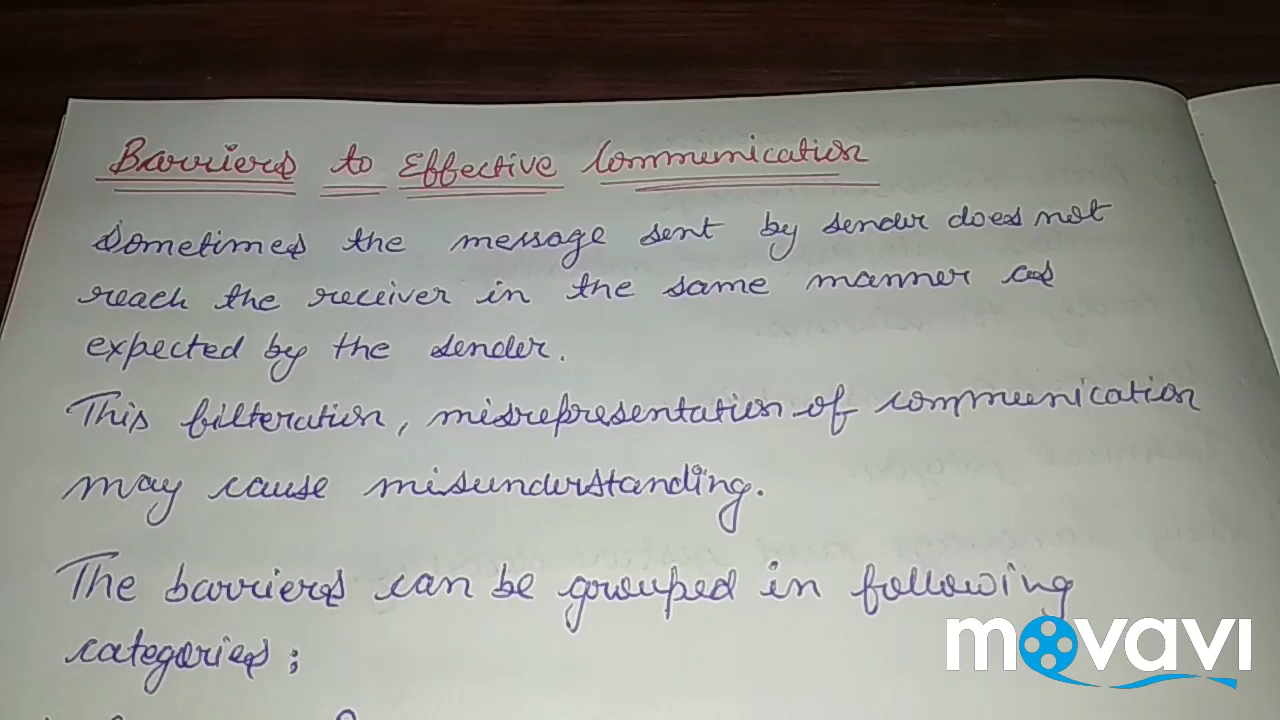 Barriers to Effective Communication
Sometimes the message sent by sender does not
reach the receiver in the same manner as
expected by the sender.
This filteration, misrepresentation of communication
may cause misunderstanding.
The barriers can be grouped in following
categories;
movavi